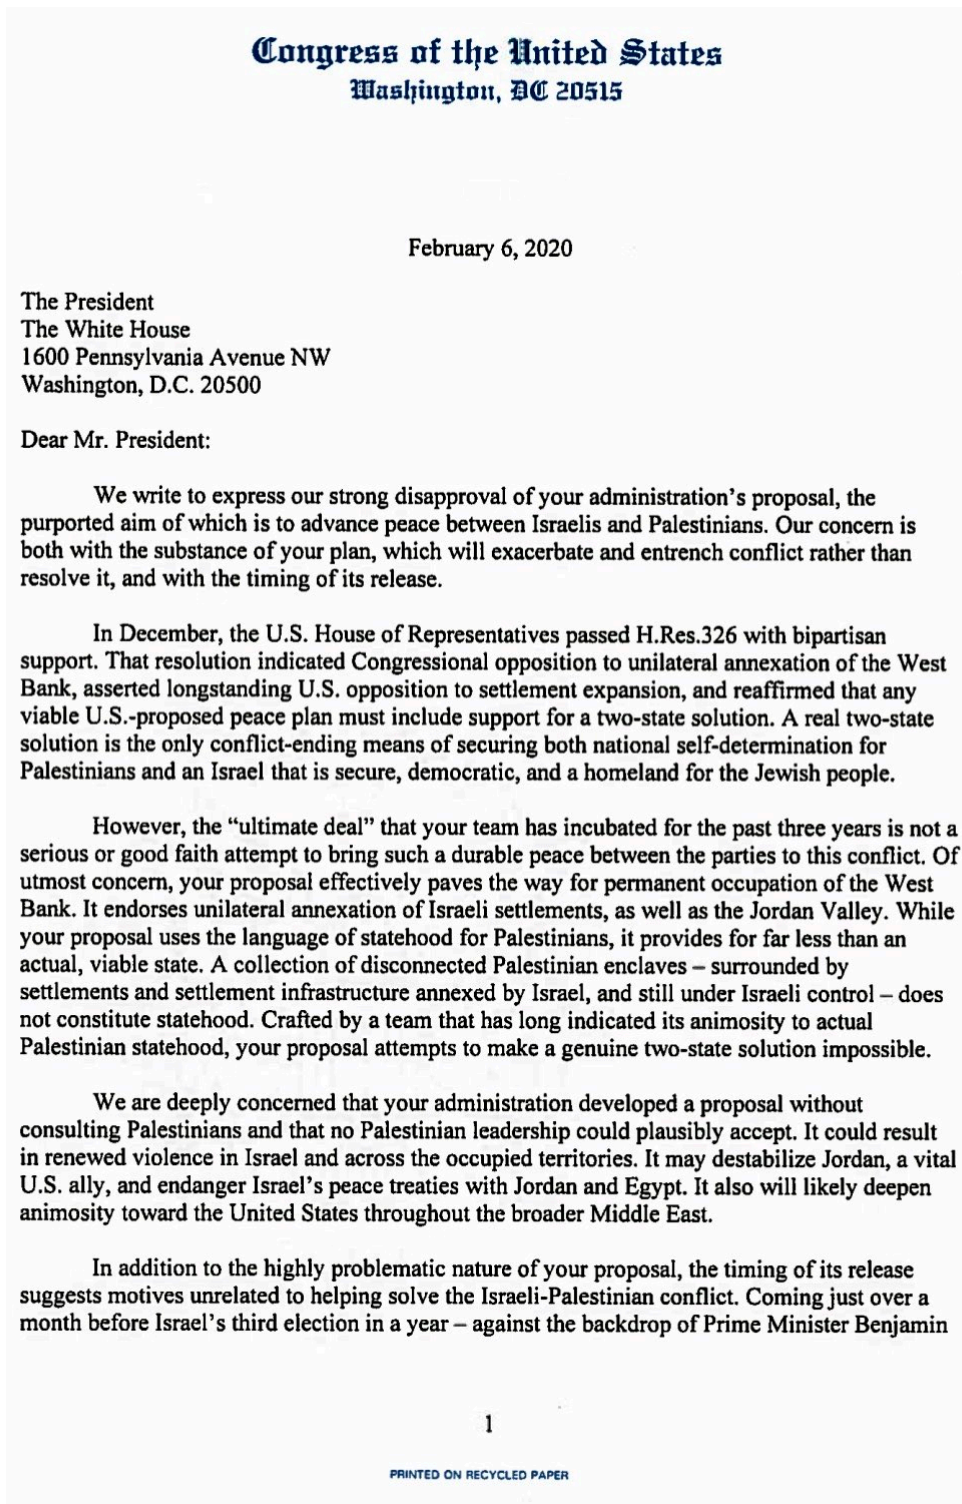 Congress of the United States
Washington, DC 20515
February 6, 2020
The President
The White House
1600 Pennsylvania Avenue NW
Washington, D.C. 20500
Dear Mr. President:
We write to express our strong disapproval of your administration's proposal, the
purported aim of which is to advance peace between Israelis and Palestinians. Our concern is
both with the substance of your plan, which will exacerbate and entrench conflict rather than
resolve it, and with the timing of its release.
In December, the U.S. House of Representatives passed H.Res.326 with bipartisan
support. That resolution indicated Congressional opposition to unilateral annexation of the West
Bank, asserted longstanding U.S. opposition to settlement expansion, and reaffirmed that any
viable U.S.-proposed peace plan must include support for a two-state solution. A real two-state
solution is the only conflict-ending means of securing both national self-determination for
Palestinians and an Israel that is secure, democratic, and a homeland for the Jewish people.
However, the “ultimate deal” that your team has incubated for the past three years is not a
serious or good faith attempt to bring such a durable peace between the parties to this conflict. Of
utmost concern, your proposal effectively paves the way for permanent occupation of the West
Bank. It endorses unilateral annexation of Israeli settlements, as well as the Jordan Valley. While
your proposal uses the language of statehood for Palestinians, it provides for far less than an
actual, viable state. A collection of disconnected Palestinian enclaves – surrounded by
settlements and settlement infrastructure annexed by Israel, and still under Israeli control – does
not constitute statehood. Crafted by a team that has long indicated its animosity to actual
Palestinian statehood, your proposal attempts to make a genuine two-state solution impossible.
We are deeply concerned that your administration developed a proposal without
consulting Palestinians and that no Palestinian leadership could plausibly accept. It could result
in renewed violence in Israel and across the occupied territories. It may destabilize Jordan, a vital
U.S. ally, and endanger Israel's peace treaties with Jordan and Egypt. It also will likely deepen
animosity toward the United States throughout the broader Middle East.
In addition to the highly problematic nature of your proposal, the timing of its release
suggests motives unrelated to helping solve the Israeli-Palestinian conflict. Coming just over a
month before Israel's third election in a year – against the backdrop of Prime Minister Benjamin
1
PRINTED ON RECYCLED PAPER